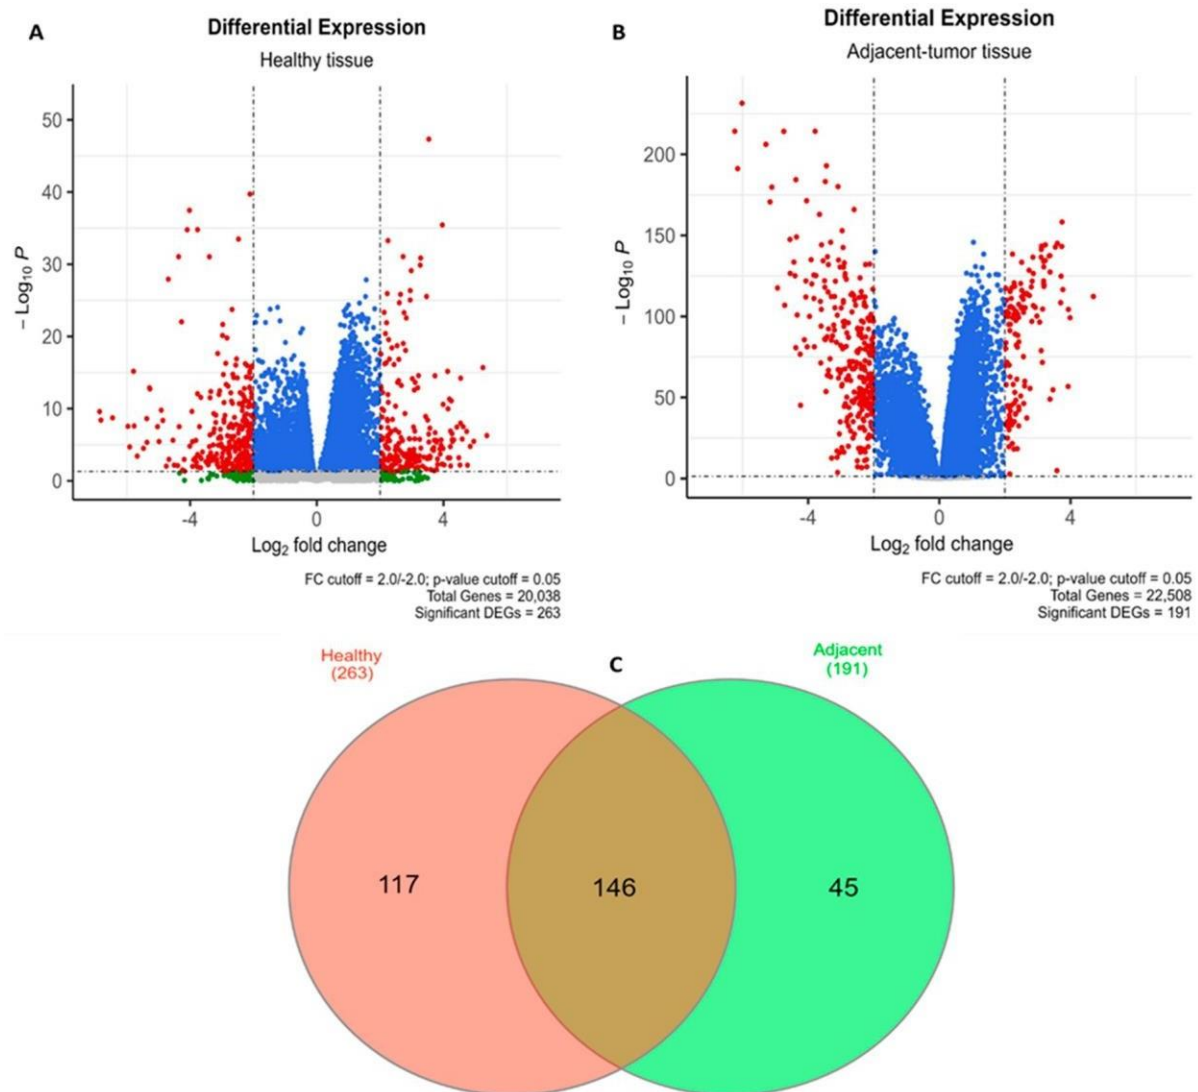 A
Differential Expression
Healthy tissue
50
40
30
20
10
0
– Log10 P
-4
0
4
Log2 fold change
FC cutoff = 2.0/-2.0; p-value cutoff = 0.05
Total Genes = 20,038
Significant DEGs = 263
B
Differential Expression
Adjacent-tumor tissue
200
150
100
50
0
– Log10 P
-4
0
4
Log2 fold change
FC cutoff = 2.0/-2.0; p-value cutoff = 0.05
Total Genes = 22,508
Significant DEGs = 191
C
Healthy
(263)
Adjacent
(191)
117
146
45